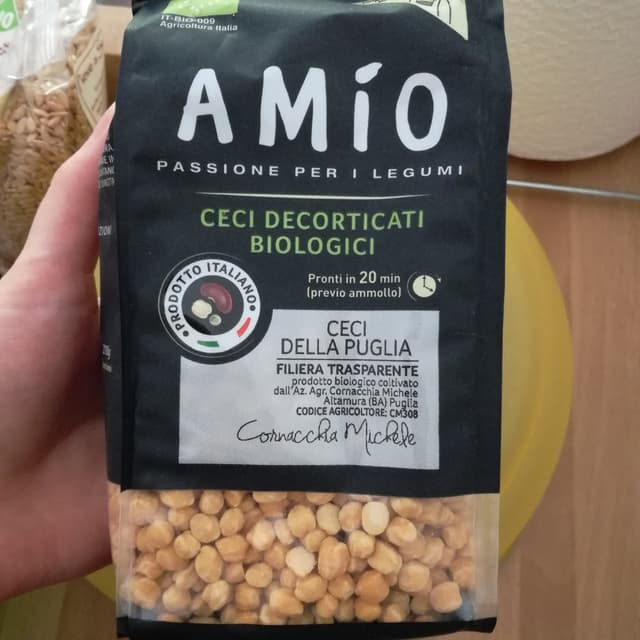 IT-BIO-009
Agricoltura Italia
AMíO
PASSIONE PER I LEGUMI
CECI DECORTICATI
BIOLOGICI
Pronti in 20 min
(previo ammollo)
PRODOTTO ITALIANO
CECI
DELLA PUGLIA
FILIERA TRASPARENTE
prodotto biologico coltivato
dall'Az. Agr. Cornacchia Michele
Altamura (BA) Puglia
CODICE AGRICOLTORE: CM308
Cornacchia Michele